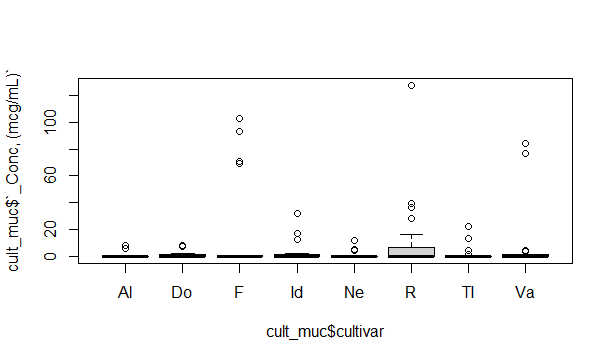 cult_muc$`_Conc, (mcg/mL)`
100
60
20
0
Al Do F Id Ne R Tl Va
cult_muc$cultivar